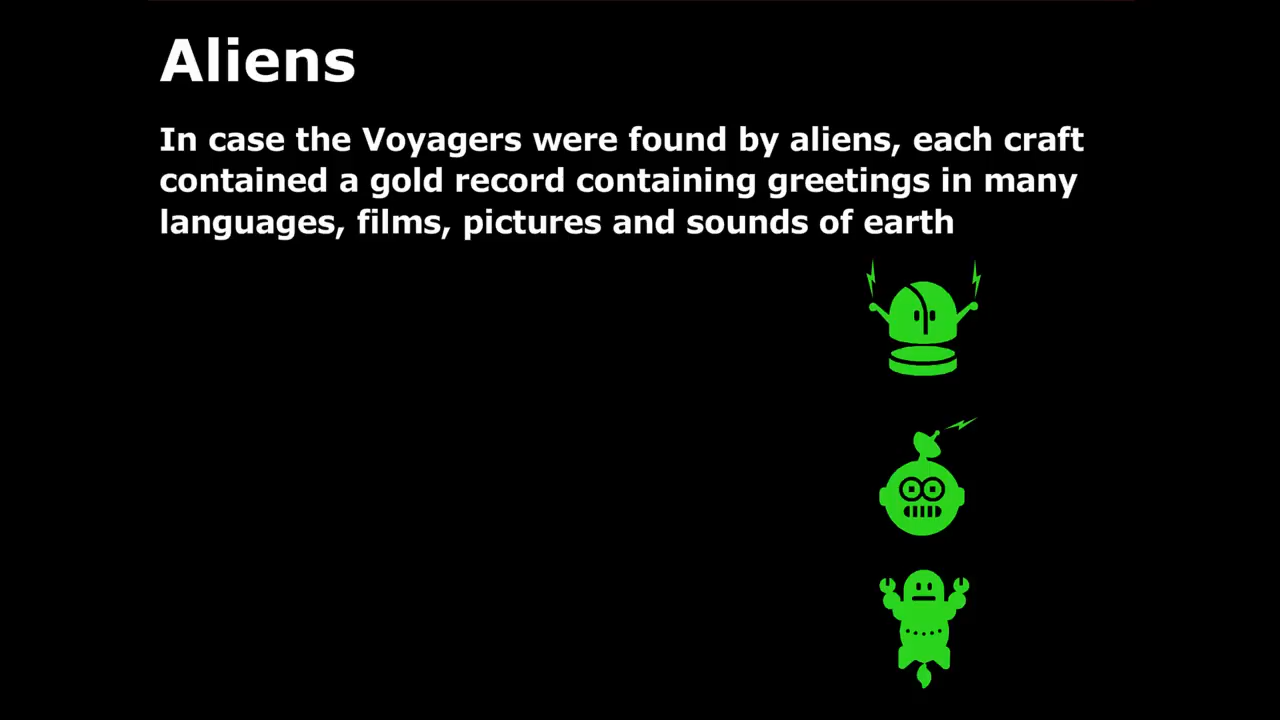 Aliens
In case the Voyagers were found by aliens, each craft
contained a gold record containing greetings in many
languages, films, pictures and sounds of earth